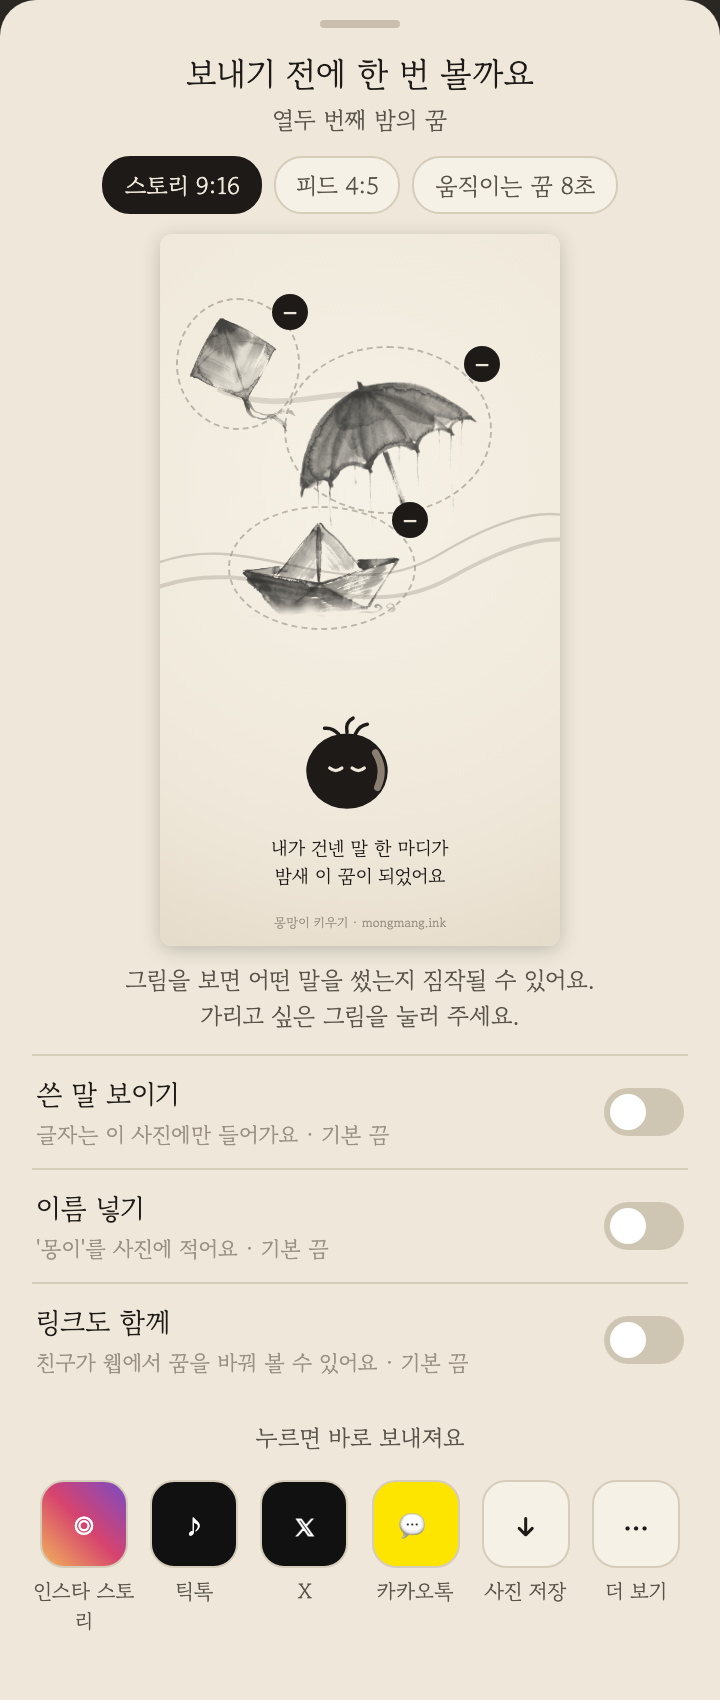 보내기 전에 한 번 볼까요
열두 번째 밤의 꿈
스토리 9:16
피드 4:5
움직이는 꿈 8초
내가 건넨 말 한 마디가
밤새 이 꿈이 되었어요
몽망이 키우기 · mongmang.ink
그림을 보면 어떤 말을 썼는지 짐작될 수 있어요.
가리고 싶은 그림을 눌러 주세요.
쓴 말 보이기
글자는 이 사진에만 들어가요 · 기본 끔
이름 넣기
'몽이'를 사진에 적어요 · 기본 끔
링크도 함께
친구가 웹에서 꿈을 바꿔 볼 수 있어요 · 기본 끔
누르면 바로 보내져요
인스타 스토
리
틱톡
X
카카오톡
사진 저장
더 보기